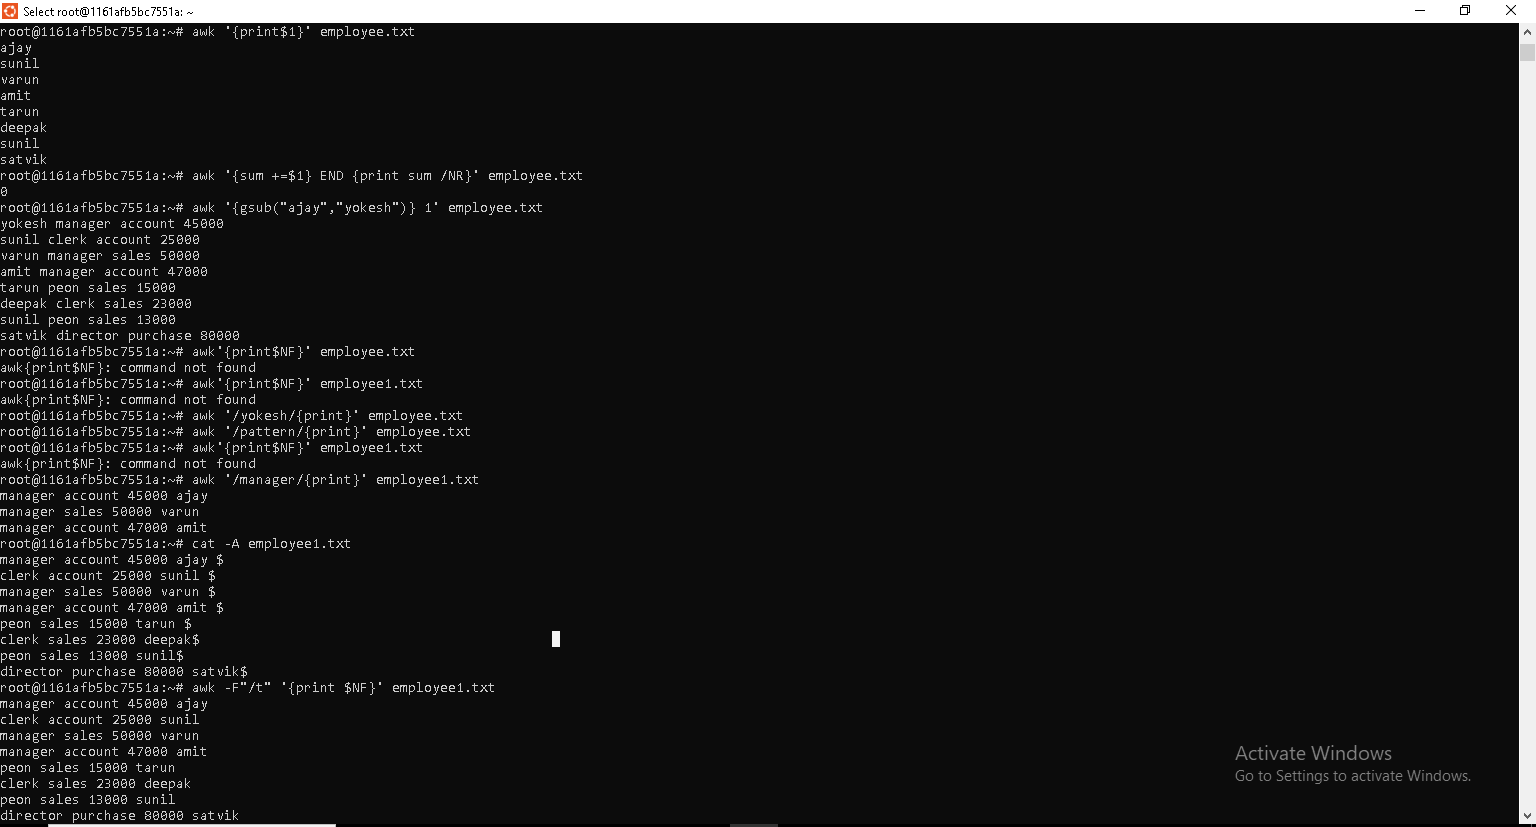 Select root@1161afb5bc7551a: ~
root@1161afb5bc7551a:~# awk '{print$1}' employee.txt
ajay
sunil
varun
amit
tarun
deepak
sunil
satvik
root@1161afb5bc7551a:~# awk '{sum +=$1} END {print sum /NR}' employee.txt
0
root@1161afb5bc7551a:~# awk '{gsub("ajay","yokesh")} 1' employee.txt
yokesh manager account 45000
sunil clerk account 25000
varun manager sales 50000
amit manager account 47000
tarun peon sales 15000
deepak clerk sales 23000
sunil peon sales 13000
satvik director purchase 80000
root@1161afb5bc7551a:~# awk'{print$NF}' employee.txt
awk{print$NF}: command not found
root@1161afb5bc7551a:~# awk'{print$NF}' employee1.txt
awk{print$NF}: command not found
root@1161afb5bc7551a:~# awk '/yokesh/{print}' employee.txt
root@1161afb5bc7551a:~# awk '/pattern/{print}' employee.txt
root@1161afb5bc7551a:~# awk'{print$NF}' employee1.txt
awk{print$NF}: command not found
root@1161afb5bc7551a:~# awk '/manager/{print}' employee1.txt
manager account 45000 ajay
manager sales 50000 varun
manager account 47000 amit
root@1161afb5bc7551a:~# cat -A employee1.txt
manager account 45000 ajay $
clerk account 25000 sunil $
manager sales 50000 varun $
manager account 47000 amit $
peon sales 15000 tarun $
clerk sales 23000 deepak$
peon sales 13000 sunil$
director purchase 80000 satvik$
root@1161afb5bc7551a:~# awk -F"/t" '{print $NF}' employee1.txt
manager account 45000 ajay
clerk account 25000 sunil
manager sales 50000 varun
manager account 47000 amit
peon sales 15000 tarun
clerk sales 23000 deepak
peon sales 13000 sunil
director purchase 80000 satvik
Activate Windows
Go to Settings to activate Windows.